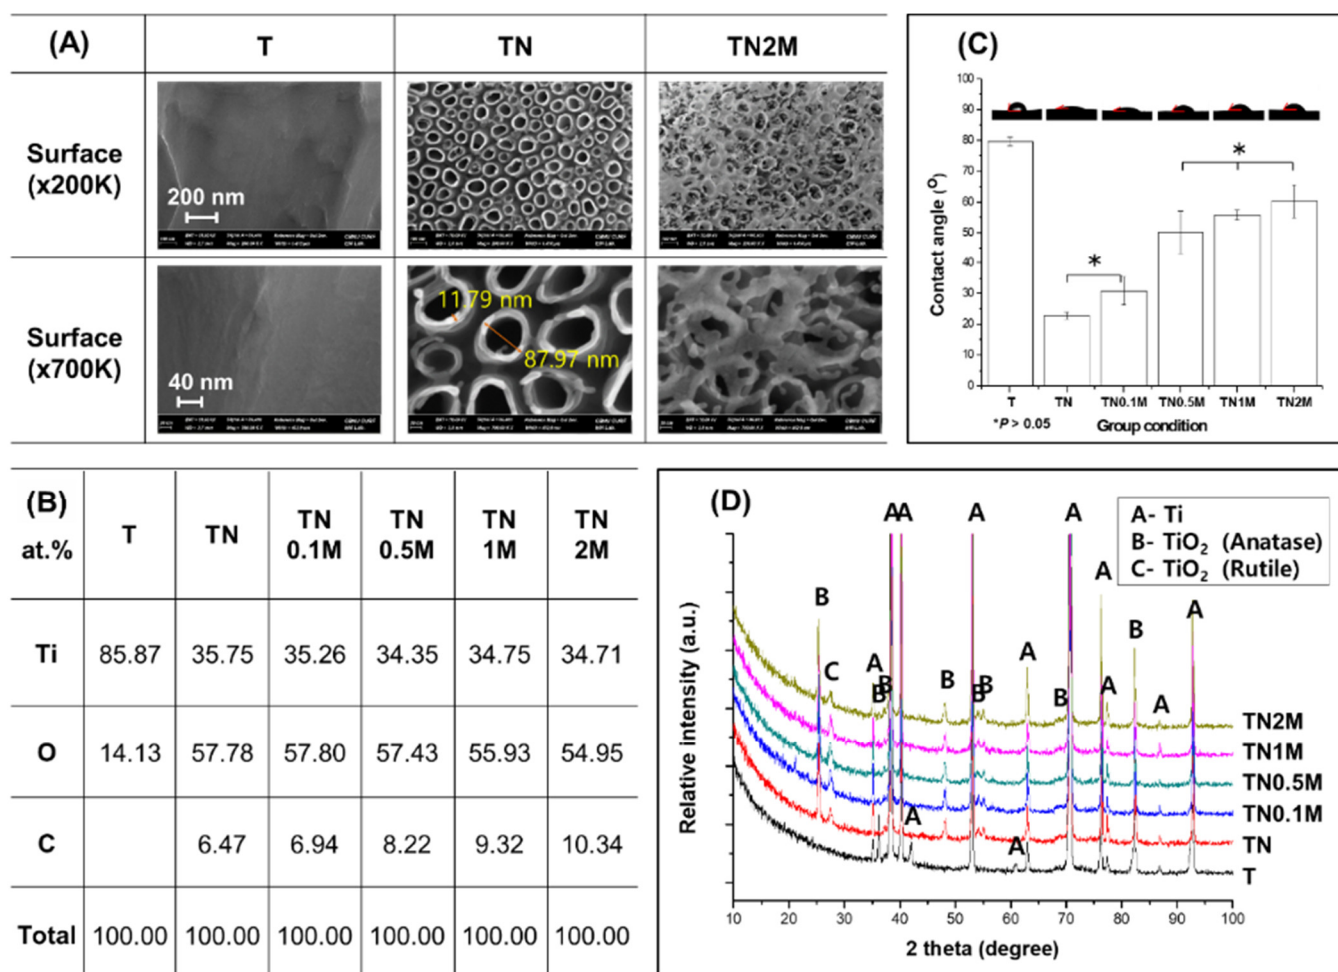 (A)
T
TN
TN2M
Surface
(x200K)
200 nm
Surface
(x700K)
40 nm
11.79 nm
87.97 nm
(B)
at.%
T
TN
TN
0.1M
TN
0.5M
TN
1M
TN
2M
Ti
85.87
35.75
35.26
34.35
34.75
34.71
O
14.13
57.78
57.80
57.43
55.93
54.95
C
6.47
6.94
8.22
9.32
10.34
Total
100.00
100.00
100.00
100.00
100.00
100.00
(C)
Contact angle (°)
100
90
80
70
60
50
40
30
20
10
0
*
*
T
TN
TN0.1M
TN0.5M
TN1M
TN2M
*P > 0.05
Group condition
(D)
A- Ti
B- TiO₂ (Anatase)
C- TiO₂ (Rutile)
Relative intensity (a.u.)
A
A
A
A
A
B
A
B
A
C
A
B
B
B
B
B
B
A
A
A
A
TN2M
TN1M
TN0.5M
TN0.1M
TN
T
10
20
30
40
50
60
70
80
90
100
2 theta (degree)